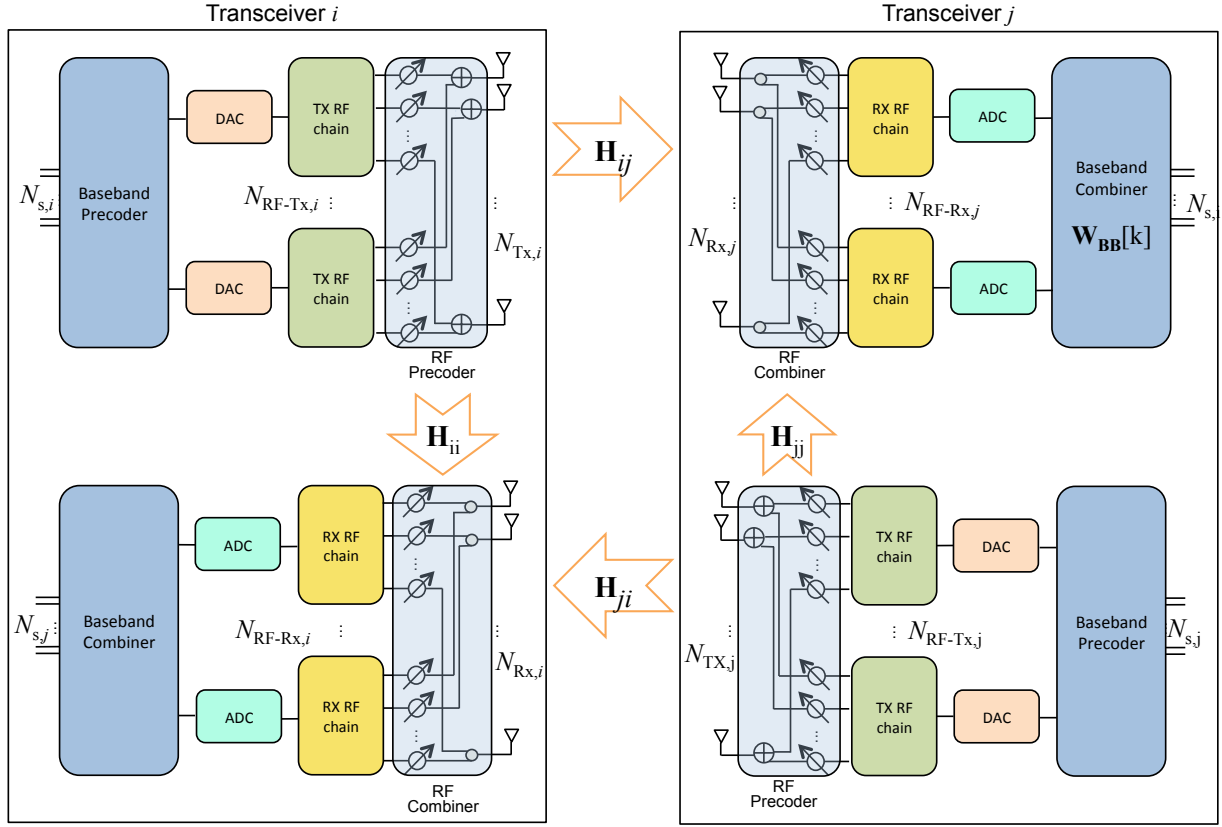 Transceiver i
Transceiver j
Baseband
Precoder
DAC
TX RF
chain
N_s,i
N_RF-Tx,i
N_Tx,i
DAC
TX RF
chain
RF
Precoder
H_ij
N_Rx,j
RX RF
chain
ADC
N_RF-Rx,j
Baseband
Combiner
W_BB[k]
N_s,i
RX RF
chain
ADC
RF
Combiner
H_ii
H_jj
Baseband
Combiner
ADC
RX RF
chain
N_s,j
N_RF-Rx,i
N_Rx,i
ADC
RX RF
chain
RF
Combiner
H_ji
N_TX,j
TX RF
chain
DAC
N_RF-Tx,j
Baseband
Precoder
N_s,j
TX RF
chain
DAC
RF
Precoder